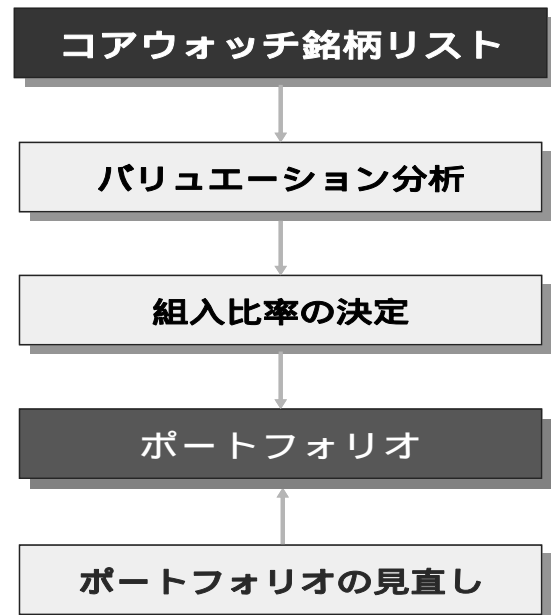 コアウォッチ銘柄リスト
バリュエーション分析
組入比率の決定
ポートフォリオ
ポートフォリオの見直し